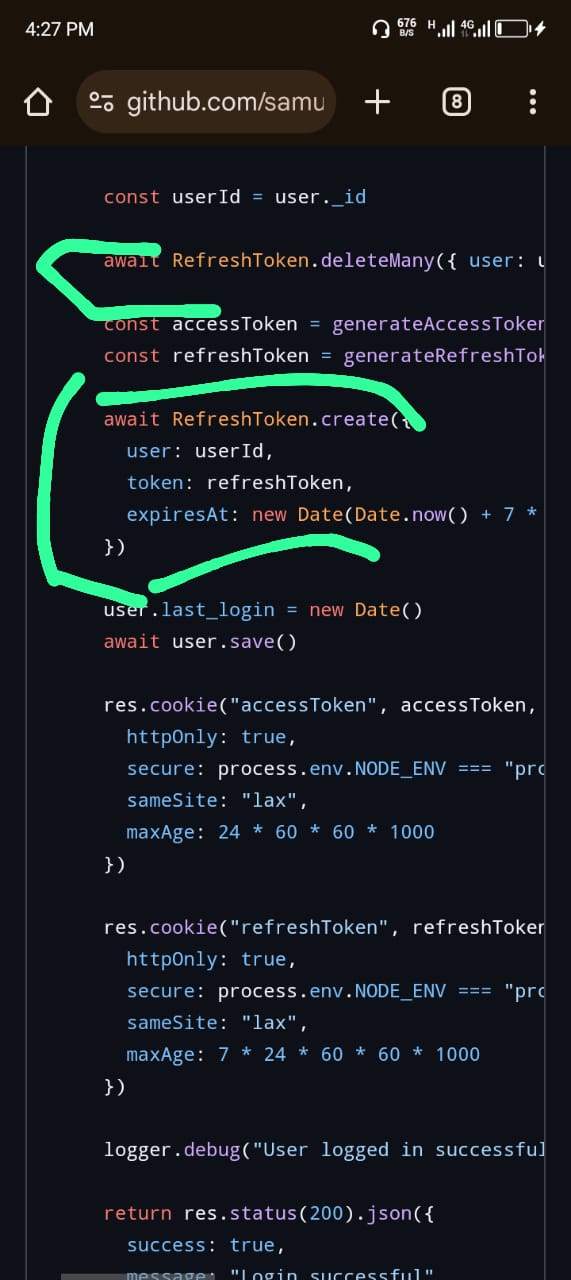 4:27 PM
676 B/S H 4G
github.com/samu
8
const userId = user._id
await RefreshToken.deleteMany({ user: u
const accessToken = generateAccessToken
const refreshToken = generateRefreshTok
await RefreshToken.create({
user: userId,
token: refreshToken,
expiresAt: new Date(Date.now() + 7 *
})
user.last_login = new Date()
await user.save()
res.cookie("accessToken", accessToken,
httpOnly: true,
secure: process.env.NODE_ENV === "pro
sameSite: "lax",
maxAge: 24 * 60 * 60 * 1000
})
res.cookie("refreshToken", refreshToken
httpOnly: true,
secure: process.env.NODE_ENV === "pro
sameSite: "lax",
maxAge: 7 * 24 * 60 * 60 * 1000
})
logger.debug("User logged in successful
return res.status(200).json({
success: true,
message: "Login successful"